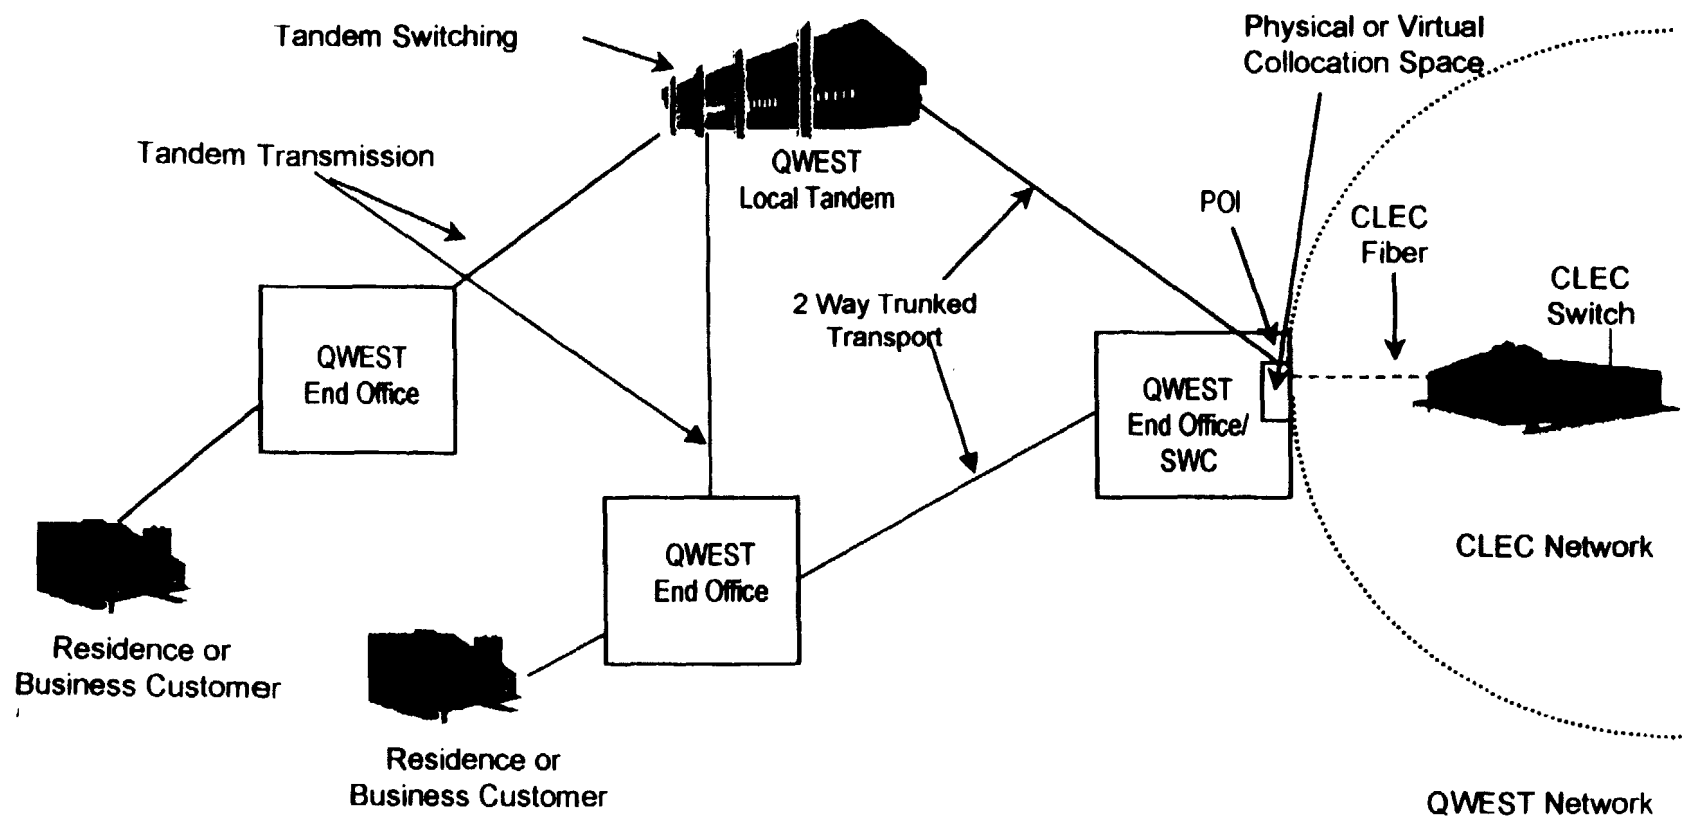 Tandem Switching
Physical or Virtual
Collocation Space
Tandem Transmission
QWEST
Local Tandem
POI
CLEC
Fiber
CLEC
Switch
2 Way Trunked
Transport
QWEST
End Office
QWEST
End Office/
SWC
QWEST
End Office
CLEC Network
Residence or
Business Customer
Residence or
Business Customer
QWEST Network